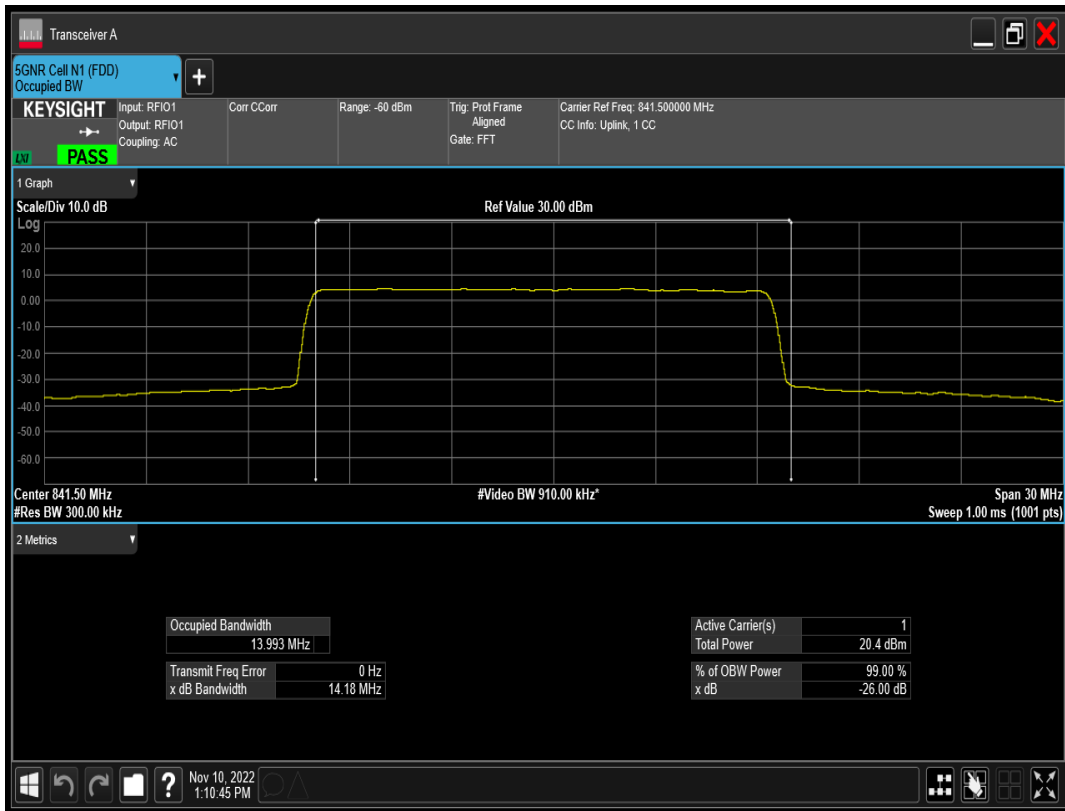 Transceiver A
5GNR Cell N1 (FDD)
Occupied BW
KEYSIGHT
LXI
PASS
Input: RFIO1
Output: RFIO1
Coupling: AC
Corr CCorr
Range: -60 dBm
Trig: Prot Frame
Aligned
Gate: FFT
Carrier Ref Freq: 841.500000 MHz
CC Info: Uplink, 1 CC
1 Graph
Scale/Div 10.0 dB
Ref Value 30.00 dBm
Log
20.0
10.0
0.00
-10.0
-20.0
-30.0
-40.0
-50.0
-60.0
Center 841.50 MHz
#Video BW 910.00 kHz*
Span 30 MHz
#Res BW 300.00 kHz
Sweep 1.00 ms (1001 pts)
2 Metrics
Occupied Bandwidth
13.993 MHz
Transmit Freq Error 0 Hz
x dB Bandwidth 14.18 MHz
Active Carrier(s) 1
Total Power 20.4 dBm
% of OBW Power 99.00 %
x dB -26.00 dB
?
Nov 10, 2022
1:10:45 PM